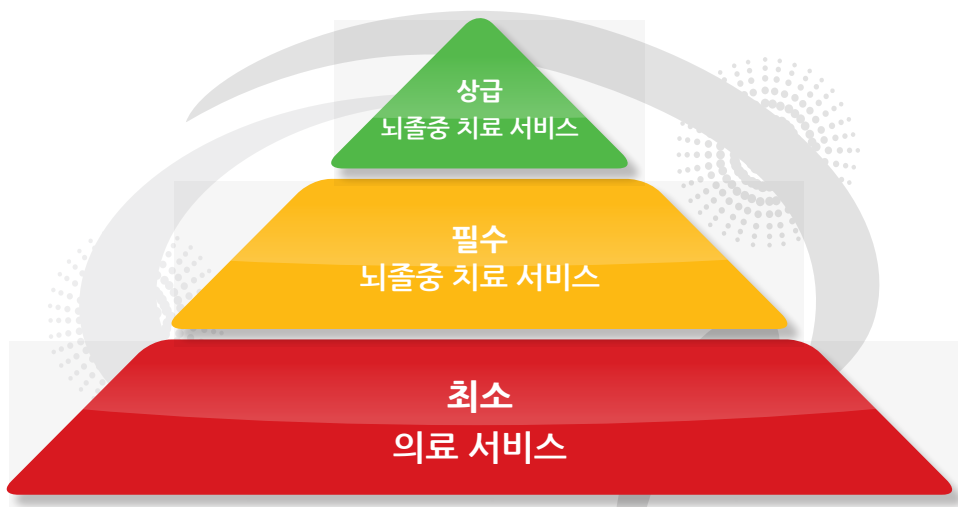 상급
뇌졸중 치료 서비스
필수
뇌졸중 치료 서비스
최소
의료 서비스